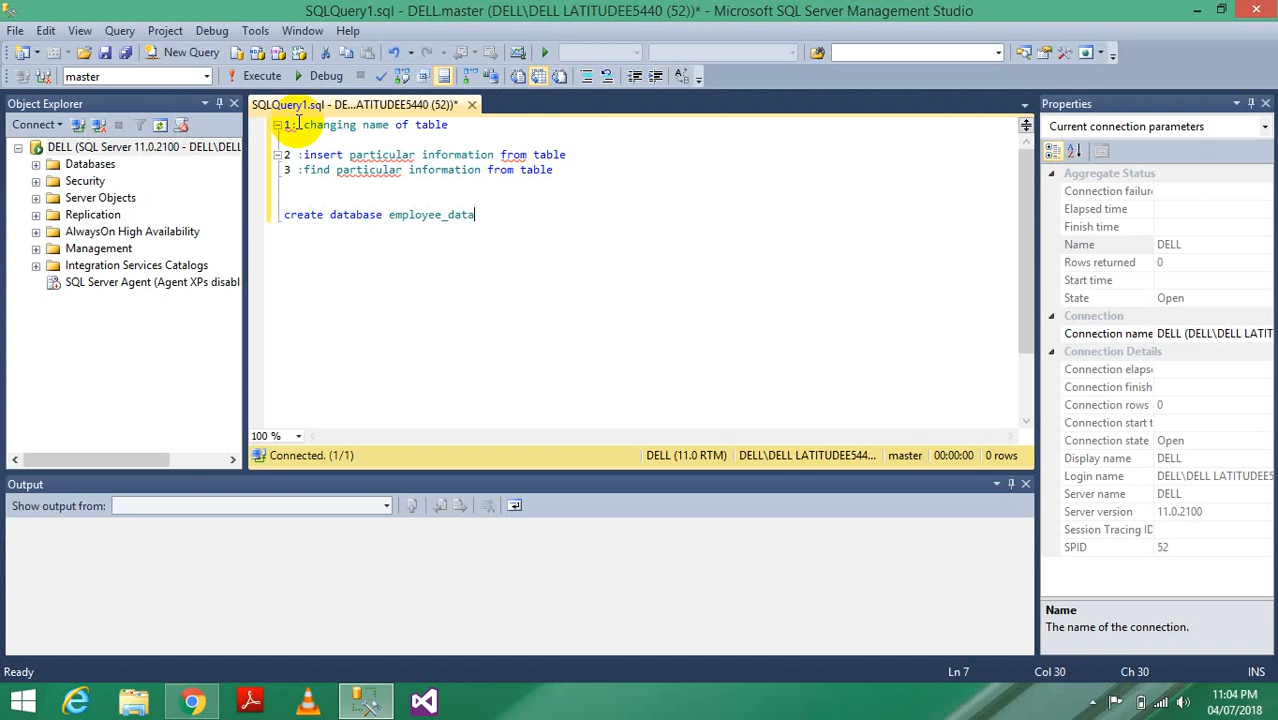 SQLQuery1.sql - DELL.master (DELL\DELL LATITUDEE5440 (52))* - Microsoft SQL Server Management Studio
File Edit View Query Project Debug Tools Window Help
New Query
master Execute Debug
Object Explorer
Connect
DELL (SQL Server 11.0.2100 - DELL\DEL
Databases
Security
Server Objects
Replication
AlwaysOn High Availability
Management
Integration Services Catalogs
SQL Server Agent (Agent XPs disabl
SQLQuery1.sql - DE...ATITUDEE5440 (52))*
1: changing name of table
2 :insert particular information from table
3 :find particular information from table
create database employee_data
100 %
Connected. (1/1) DELL (11.0 RTM) DELL\DELL LATITUDEE544... master 00:00:00 0 rows
Output
Show output from:
Properties
Current connection parameters
Aggregate Status
Connection failure
Elapsed time
Finish time
Name DELL
Rows returned 0
Start time
State Open
Connection
Connection name DELL (DELL\DELL LATIT
Connection Details
Connection elapse
Connection finish
Connection rows 0
Connection start t
Connection state Open
Display name DELL
Login name DELL\DELL LATITUDEE5
Server name DELL
Server version 11.0.2100
Session Tracing ID
SPID 52
Name
The name of the connection.
Ready Ln 7 Col 30 Ch 30 INS
11:04 PM
04/07/2018